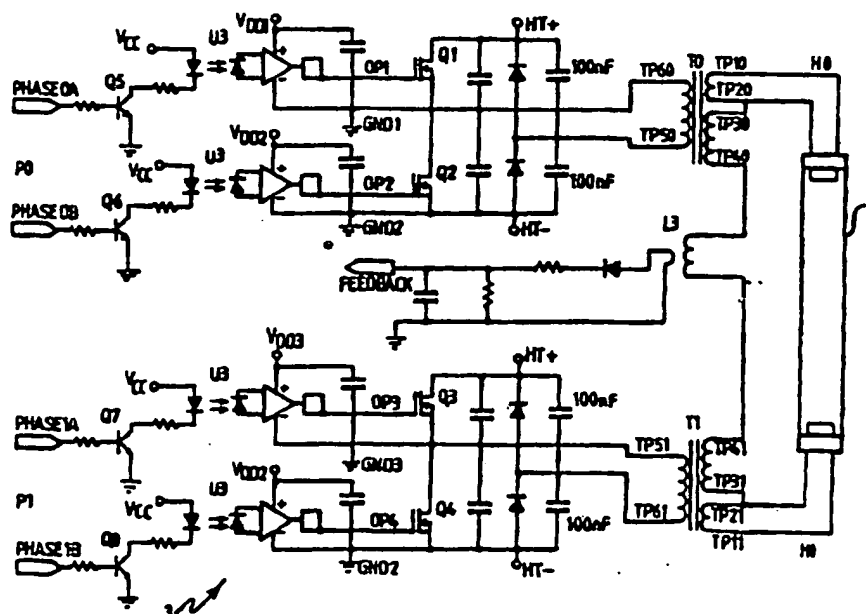 VDD1 HT+
VCC U3
Q1 T0 TP10 H0
PHASE0A Q5 OP1 100nF TP60 TP20
GND1 TP30
P0 VDD2 TP50 TP40
VCC U3
Q6 OP2 Q2 100nF
PHASE0B GND2 HT-
L3
FEEDBACK
VDD3 HT+
VCC U3
Q3 T1
PHASE1A Q7 OP3 100nF TP51
GND3 TP31
P1 VDD2 TP61 TP21
VCC U3 TP11 H0
Q8 OP4 Q4 100nF
PHASE1B GND2 HT-